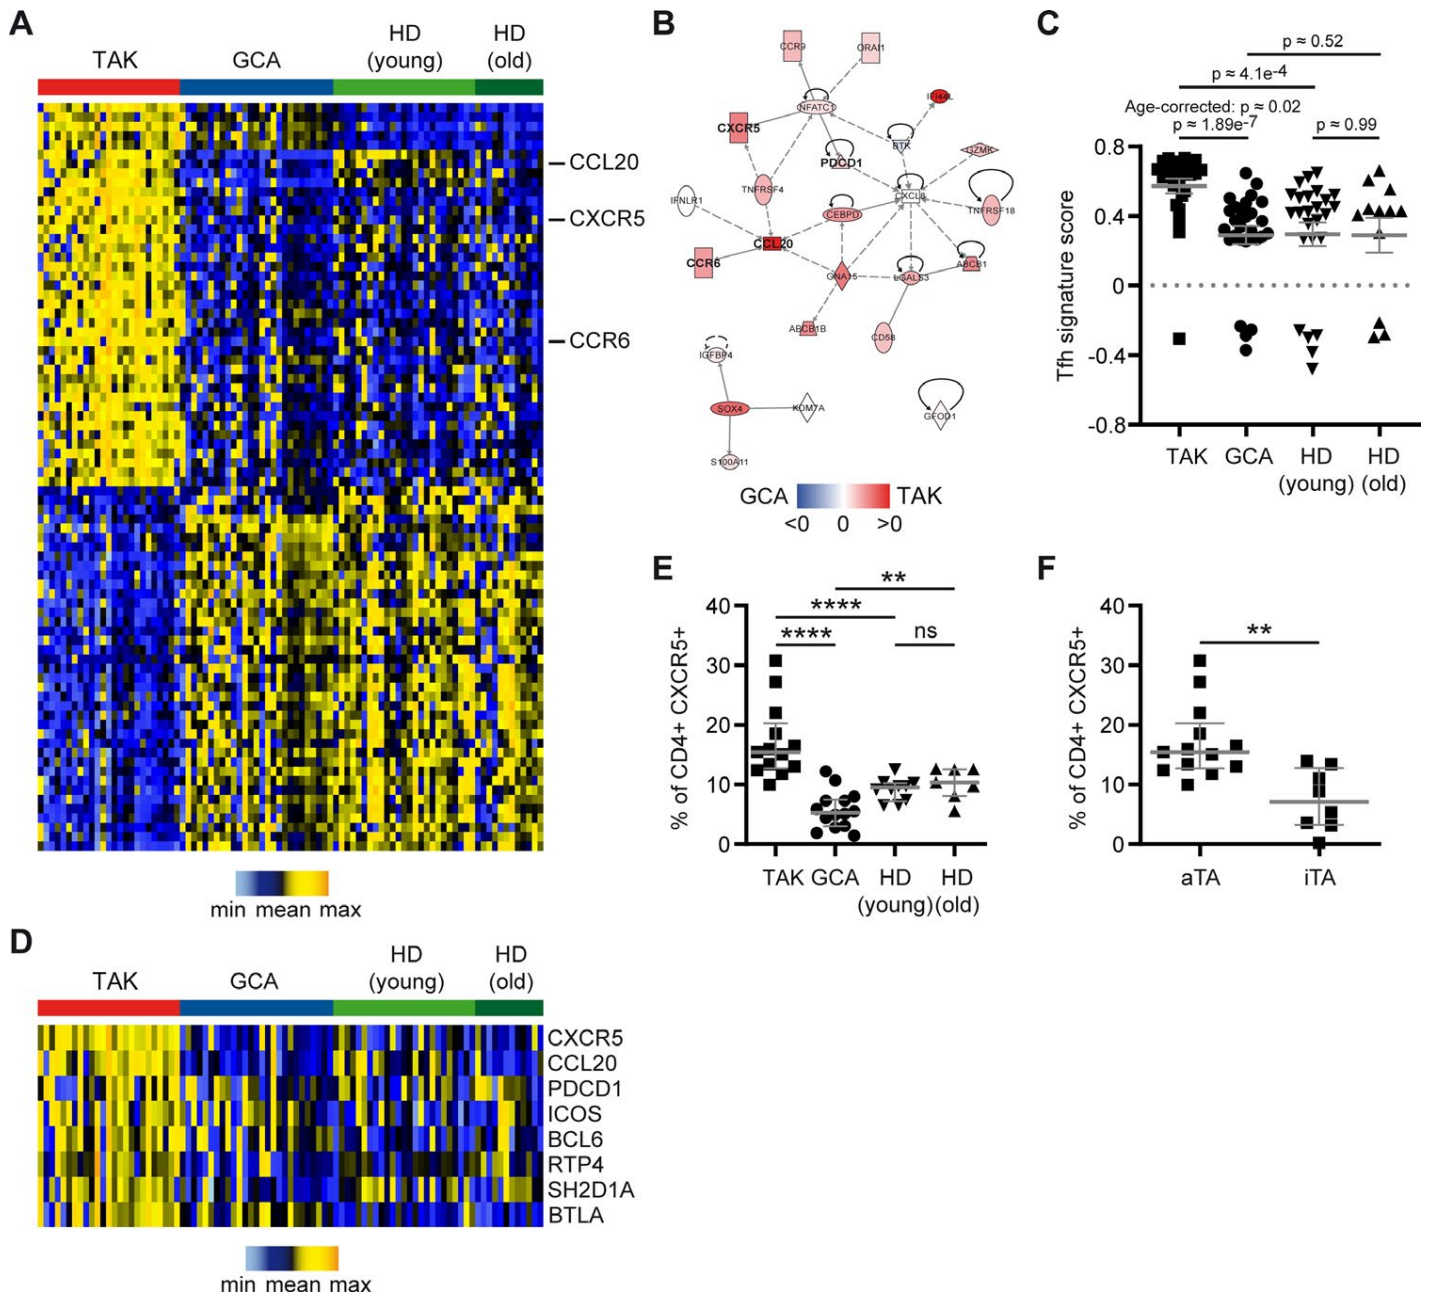 A
TAK
GCA
HD
(young)
HD
(old)
CCL20
CXCR5
CCR6
min mean max
B
CCR9
ORAI1
NFATC1
IFI44L
CXCR5
BTK
PDCD1
GZMK
TNFRSF4
IFNLR1
CXCL8
TNFRSF18
CEBPD
CCL20
CCR6
GNA15
LGALS3
ABCB1
ABCB1B
CD58
IGFBP4
SOX4
KDM7A
GFOD1
S100A11
GCA
TAK
<0 0 >0
C
p ≈ 0.52
p ≈ 4.1e-4
Age-corrected: p ≈ 0.02
p ≈ 1.89e-7
p ≈ 0.99
Tfh signature score
0.8
0.4
0
-0.4
-0.8
TAK GCA HD HD
(young) (old)
D
TAK
GCA
HD
(young)
HD
(old)
CXCR5
CCL20
PDCD1
ICOS
BCL6
RTP4
SH2D1A
BTLA
min mean max
E
**
****
****
ns
% of CD4+ CXCR5+
40
30
20
10
0
TAK GCA HD HD
(young) (old)
F
**
% of CD4+ CXCR5+
40
30
20
10
0
aTA iTA